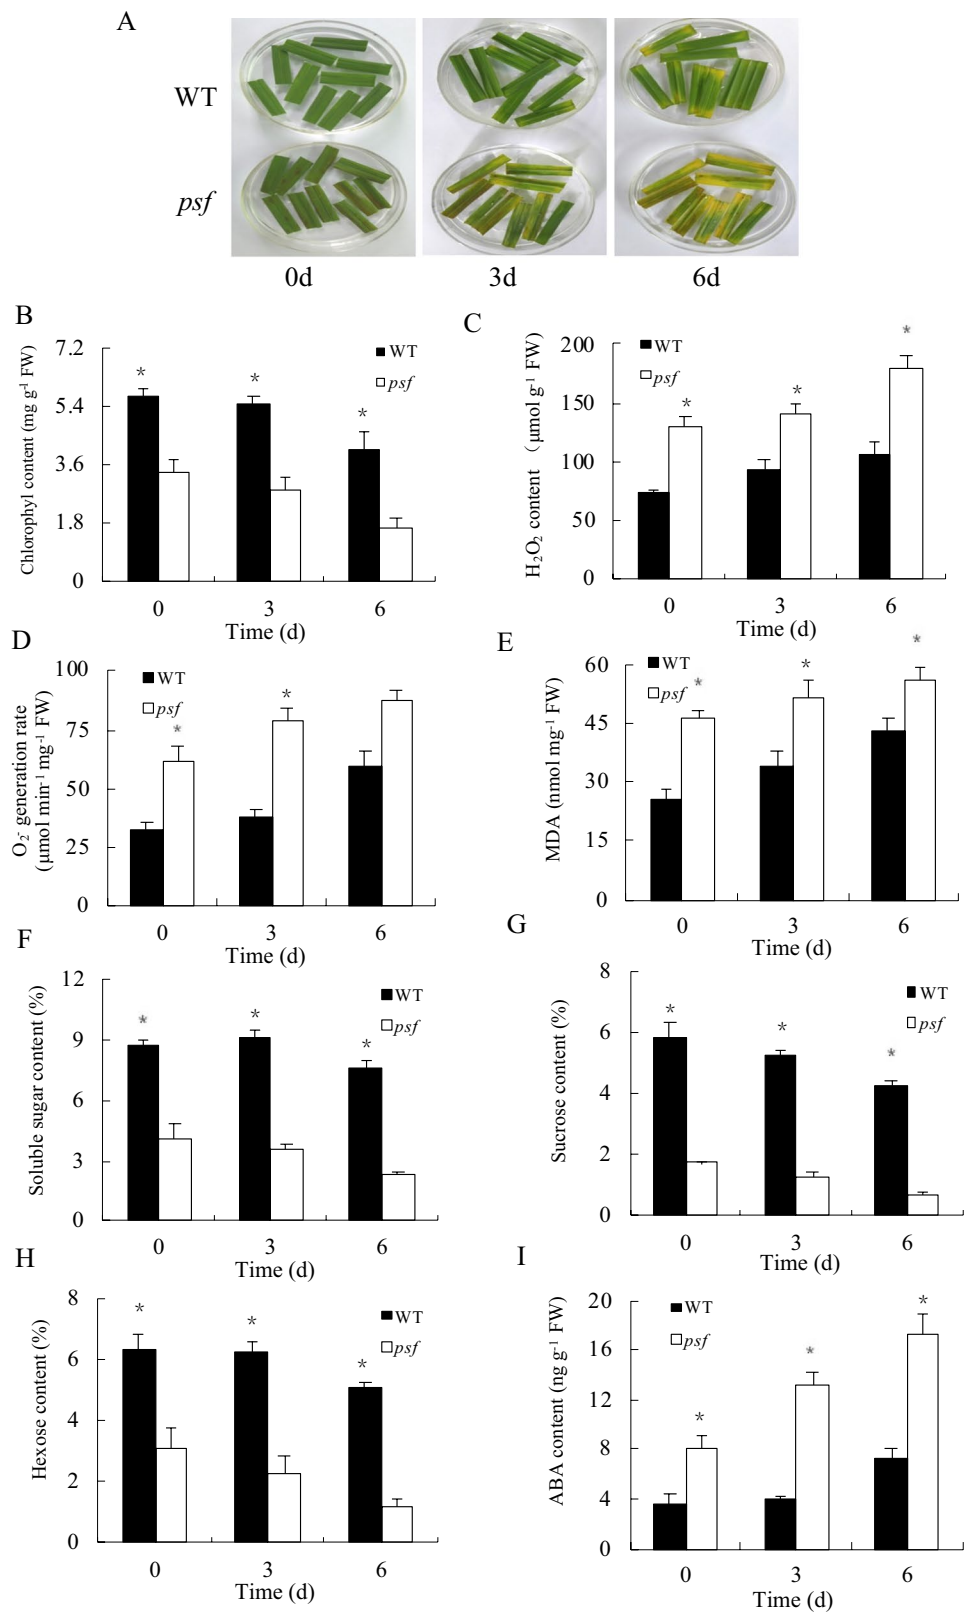 A
WT
psf
0d 3d 6d
B
Chlorophyl content (mg g-1 FW)
7.2
5.4
3.6
1.8
0
* * *
WT
psf
0 3 6
Time (d)
C
H2O2 content (μmol g-1 FW)
200
150
100
50
0
* * *
WT
psf
0 3 6
Time (d)
D
O2- generation rate
(μmol min-1 mg-1 FW)
100
75
50
25
0
* *
WT
psf
0 3 6
Time (d)
E
MDA (nmol mg-1 FW)
60
45
30
15
0
* * *
WT
psf
0 3 6
Time (d)
F
Soluble sugar content (%)
12
9
6
3
0
* * *
WT
psf
0 3 6
Time (d)
G
Sucrose content (%)
8
6
4
2
0
* * *
WT
psf
0 3 6
Time (d)
H
Hexose content (%)
8
6
4
2
0
* * *
WT
psf
0 3 6
Time (d)
I
ABA content (ng g-1 FW)
20
16
12
8
4
0
* * *
WT
psf
0 3 6
Time (d)